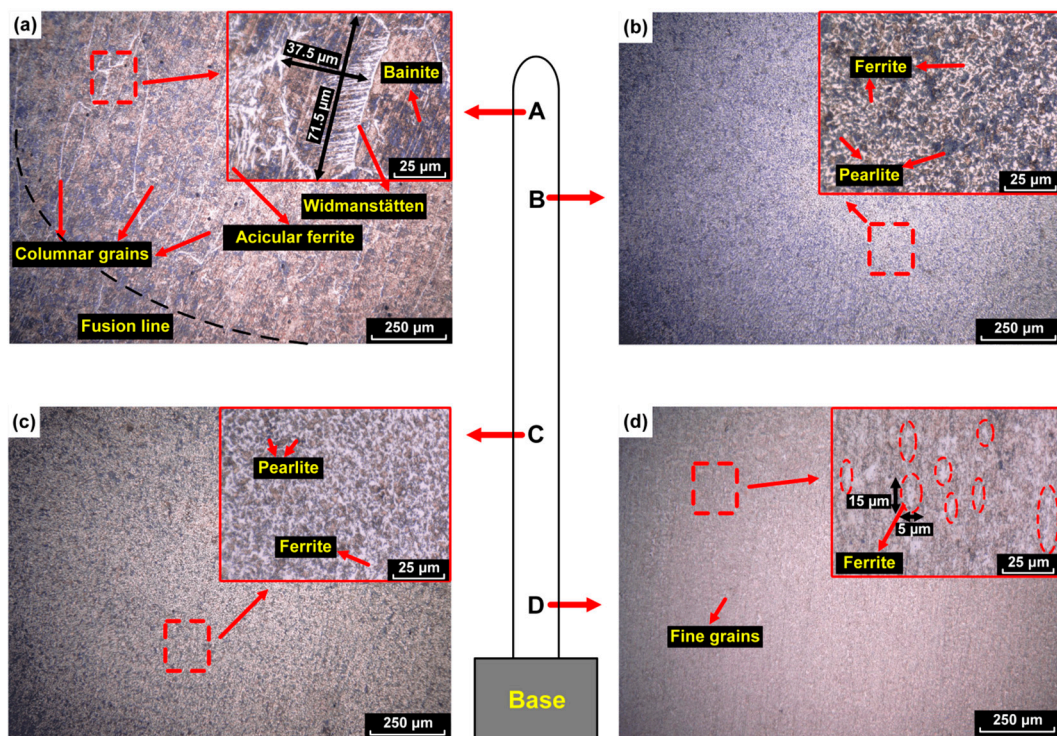 (a)
37.5 µm
71.5 µm
Bainite
25 µm
Widmanstätten
Acicular ferrite
Columnar grains
Fusion line
250 µm
A
B
C
D
Base
(b)
Ferrite
Pearlite
25 µm
250 µm
(c)
Pearlite
Ferrite
25 µm
250 µm
(d)
15 µm
5 µm
Ferrite
25 µm
Fine grains
250 µm